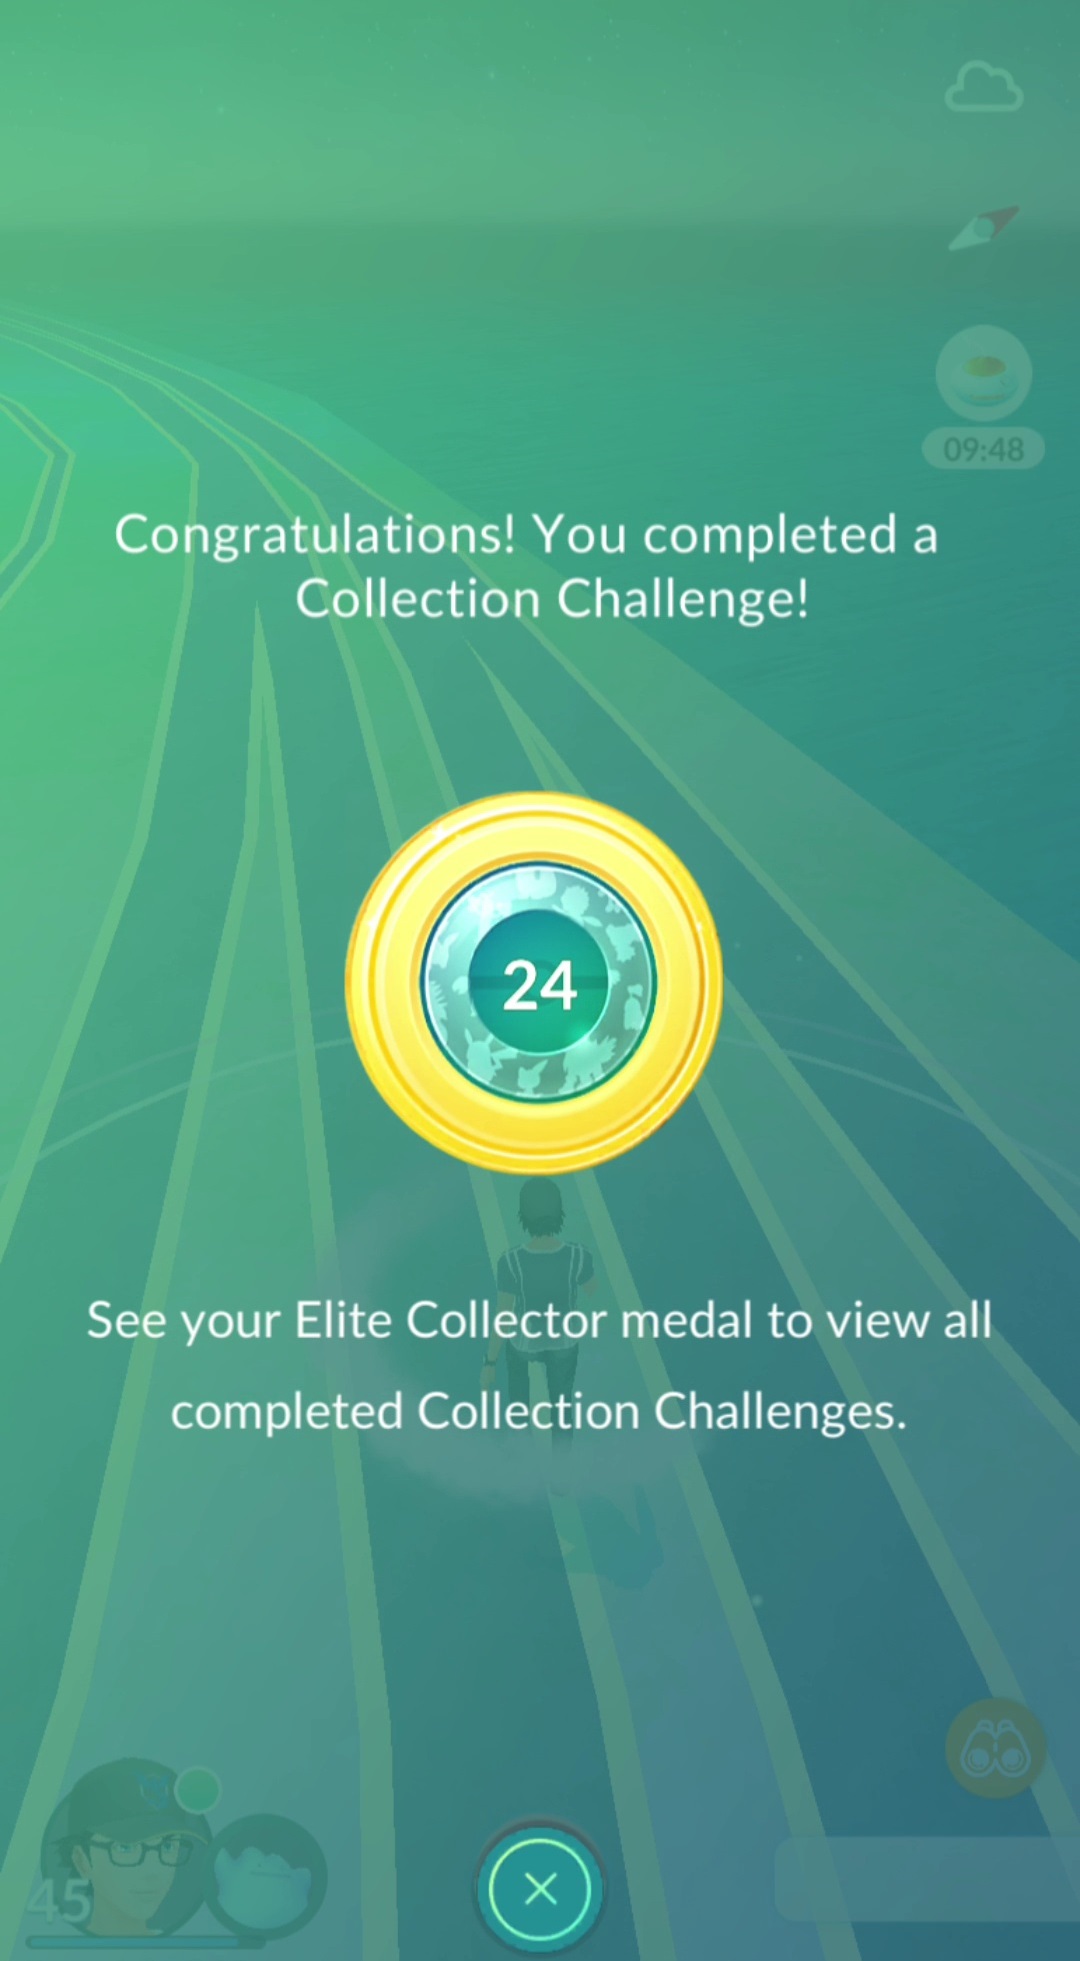 09:48
Congratulations! You completed a
Collection Challenge!
24
See your Elite Collector medal to view all
completed Collection Challenges.
45